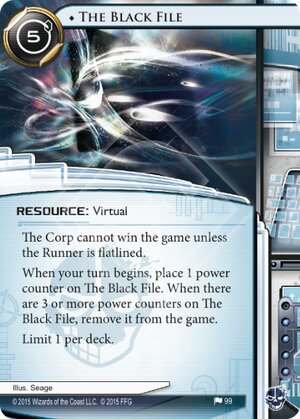 5
♦ THE BLACK FILE
RESOURCE: Virtual
The Corp cannot win the game unless
the Runner is flatlined.
When your turn begins, place 1 power
counter on The Black File. When there
are 3 or more power counters on The
Black File, remove it from the game.
Limit 1 per deck.
Illus. Seage
© 2015 Wizards of the Coast LLC. © 2015 FFG
99